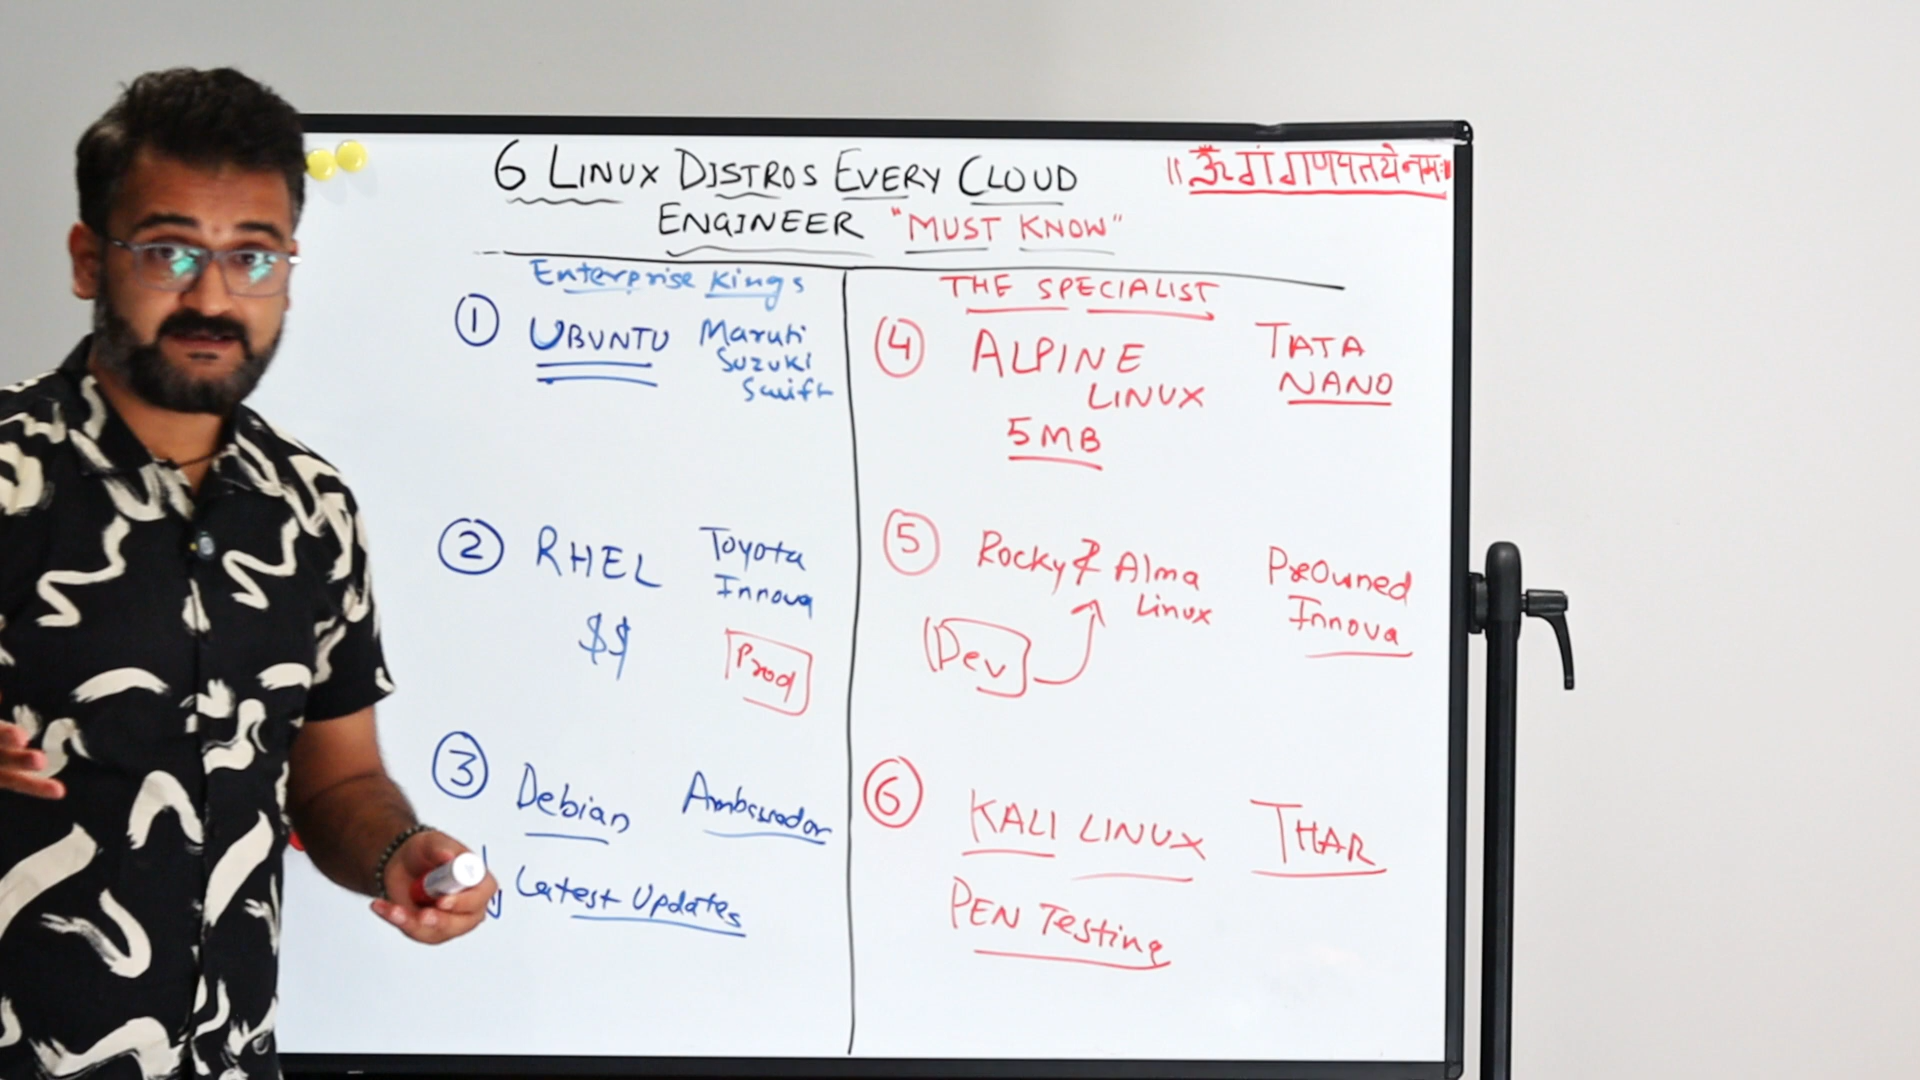 6 LINUX DISTROS EVERY CLOUD
ENGINEER "MUST KNOW"
॥ ॐ गं गणपतये नमः
Enterprise Kings
1 UBUNTU Maruti
Suzuki
Swift
2 RHEL Toyota
Innova
$$
Prod
3 Debian Ambassador
Latest Updates
THE SPECIALIST
4 ALPINE TATA
LINUX NANO
5MB
5 Rocky & Alma PreOwned
Linux Innova
Dev
6 KALI LINUX THAR
PEN Testing